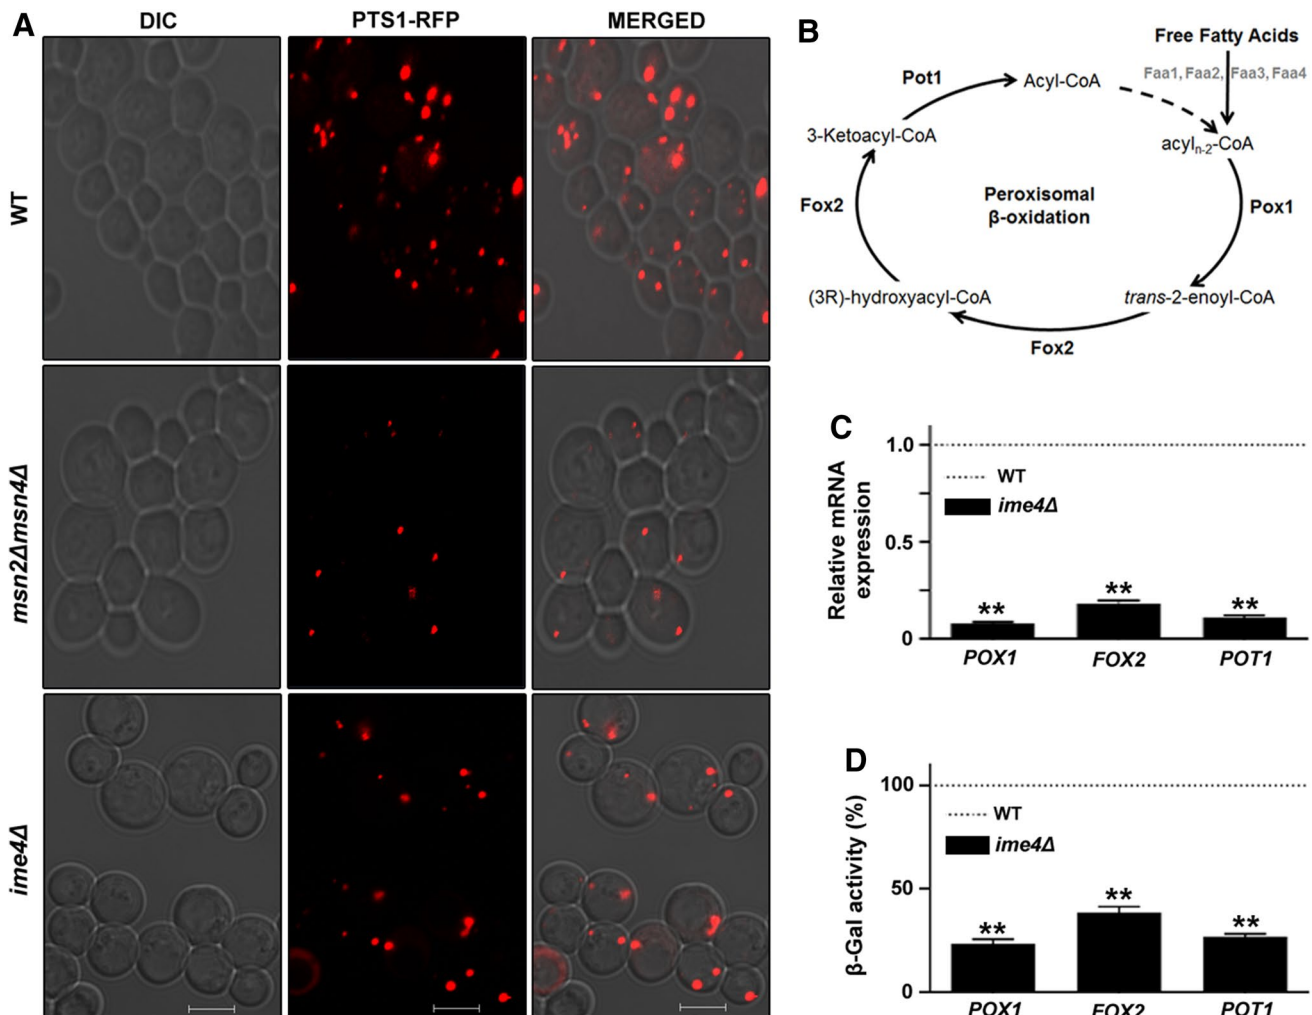 A
DIC
PTS1-RFP
MERGED
WT
msn2Δmsn4Δ
ime4Δ
B
Free Fatty Acids
Faa1, Faa2, Faa3, Faa4
Pot1
Acyl-CoA
3-Ketoacyl-CoA
acyln-2-CoA
Fox2
Peroxisomal
β-oxidation
Pox1
(3R)-hydroxyacyl-CoA
trans-2-enoyl-CoA
Fox2
C
Relative mRNA
expression
1.0
WT
ime4Δ
0.5
** ** **
0
POX1 FOX2 POT1
D
β-Gal activity (%)
100
WT
ime4Δ
50
** ** **
0
POX1 FOX2 POT1